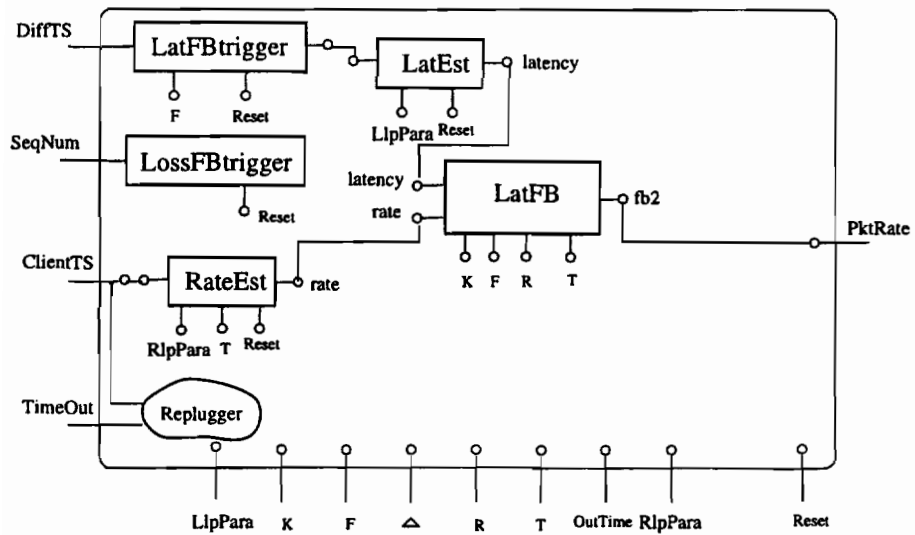 DiffTS
LatFBtrigger
F
Reset
LatEst
latency
LlpPara
Reset
SeqNum
LossFBtrigger
Reset
latency
rate
LatFB
fb2
K
F
R
T
PktRate
ClientTS
RateEst
rate
RlpPara
T
Reset
TimeOut
Replugger
LlpPara
K
F
△
R
T
OutTime
RlpPara
Reset